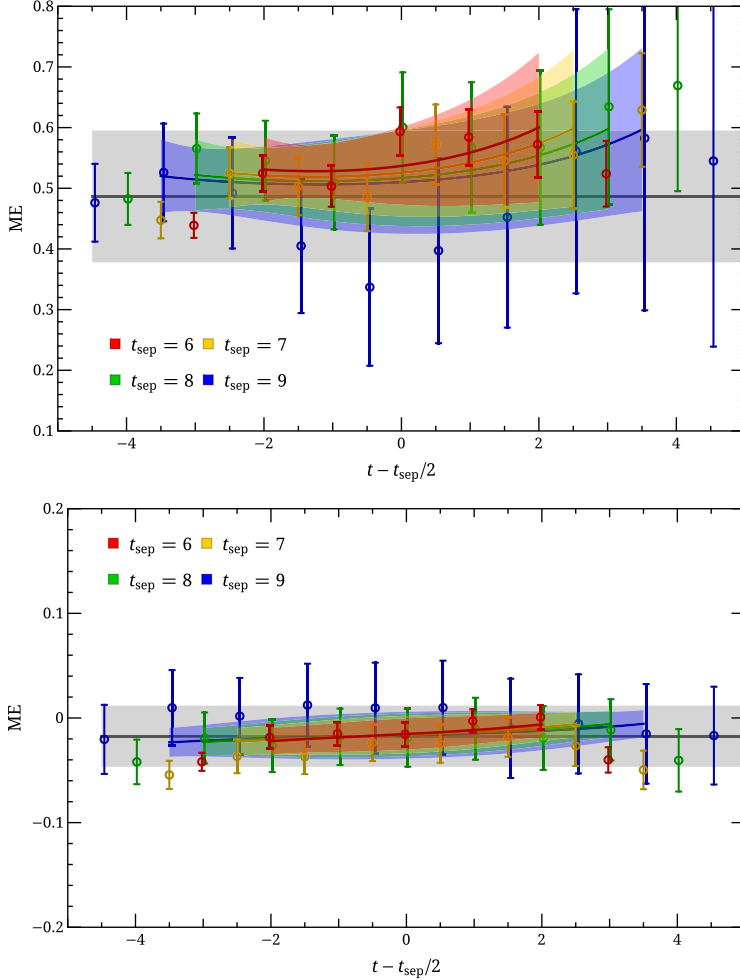 0.8
0.7
0.6
0.5
ME
0.4
0.3
t_sep = 6 t_sep = 7
0.2
t_sep = 8 t_sep = 9
0.1
−4 −2 0 2 4
t − t_sep/2
0.2
t_sep = 6 t_sep = 7
t_sep = 8 t_sep = 9
0.1
ME
0
−0.1
−0.2
−4 −2 0 2 4
t − t_sep/2